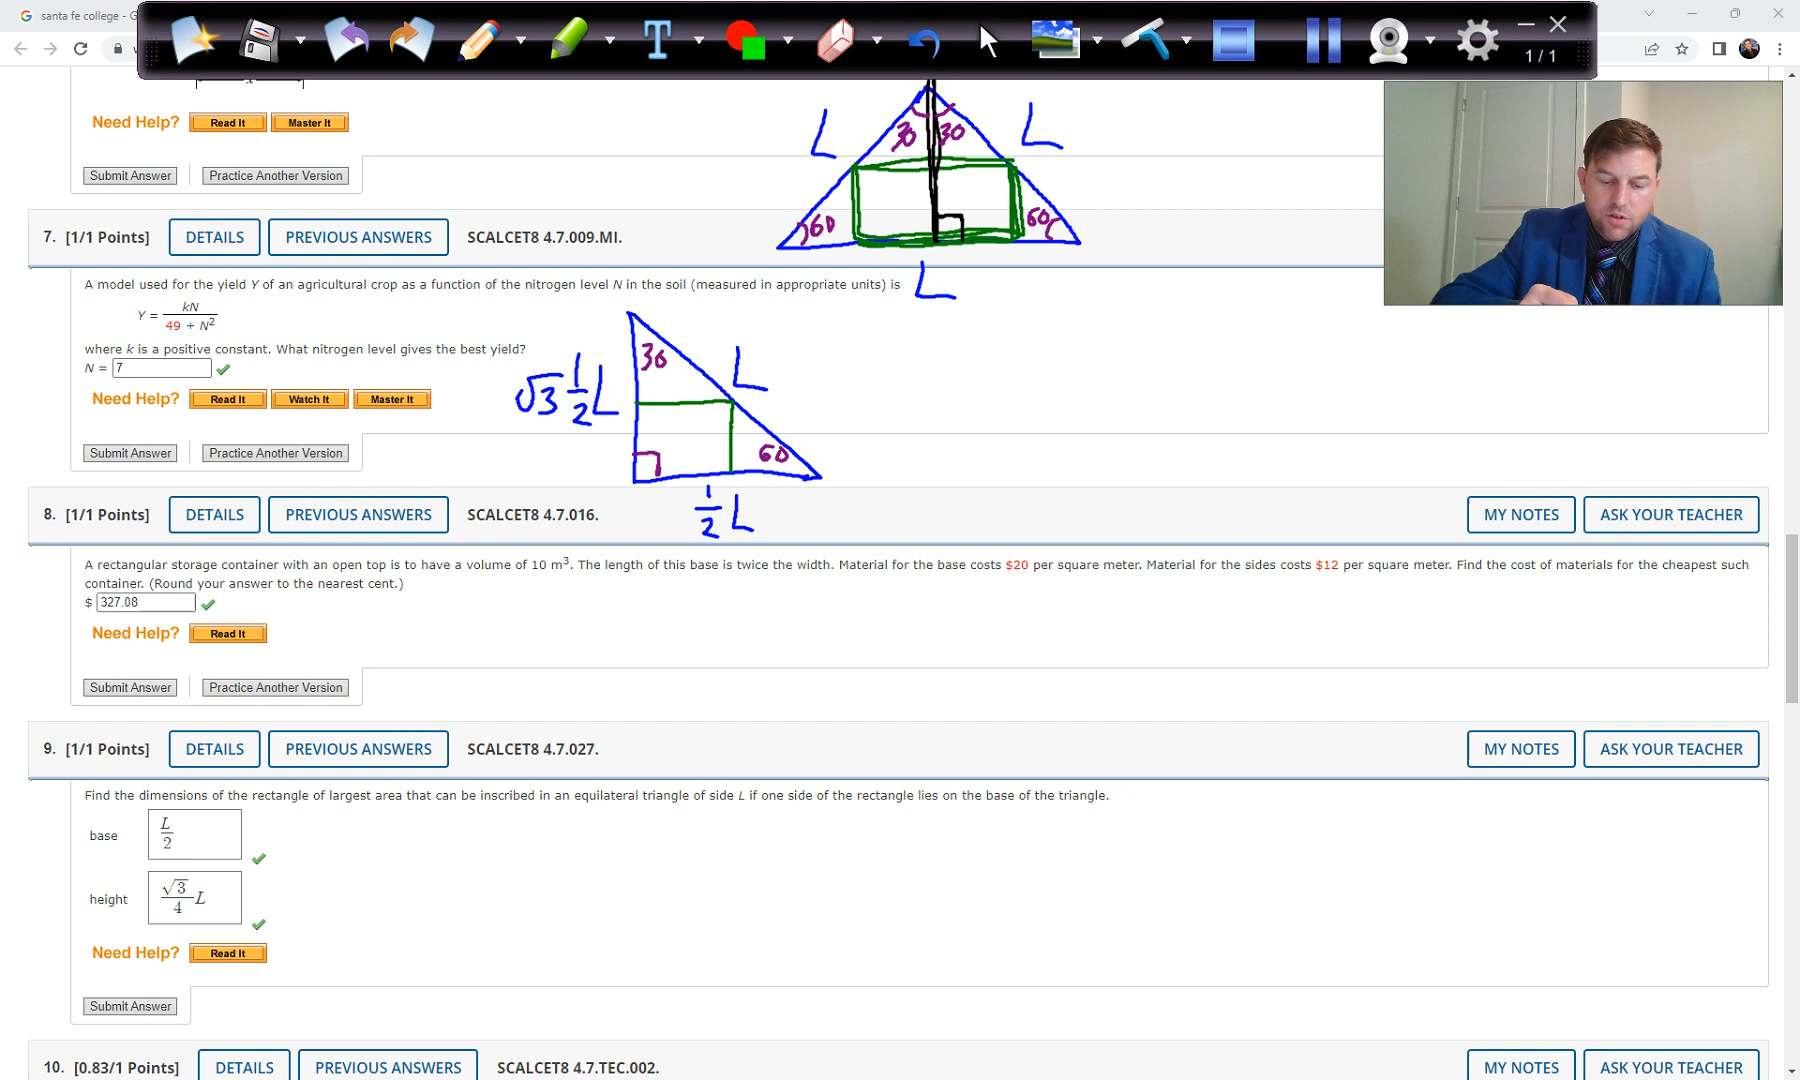 santa fe college - G
1 / 1
x
Need Help? Read It Master It
Submit Answer Practice Another Version
L L
30 30
60 60
L
7. [1/1 Points] DETAILS PREVIOUS ANSWERS SCALCET8 4.7.009.MI.
A model used for the yield Y of an agricultural crop as a function of the nitrogen level N in the soil (measured in appropriate units) is
Y = kN / 49 + N²
where k is a positive constant. What nitrogen level gives the best yield?
N = 7
Need Help? Read It Watch It Master It
Submit Answer Practice Another Version
30 L
√3 1/2 L
60
1/2 L
8. [1/1 Points] DETAILS PREVIOUS ANSWERS SCALCET8 4.7.016. MY NOTES ASK YOUR TEACHER
A rectangular storage container with an open top is to have a volume of 10 m³. The length of this base is twice the width. Material for the base costs $20 per square meter. Material for the sides costs $12 per square meter. Find the cost of materials for the cheapest such
container. (Round your answer to the nearest cent.)
$ 327.08
Need Help? Read It
Submit Answer Practice Another Version
9. [1/1 Points] DETAILS PREVIOUS ANSWERS SCALCET8 4.7.027. MY NOTES ASK YOUR TEACHER
Find the dimensions of the rectangle of largest area that can be inscribed in an equilateral triangle of side L if one side of the rectangle lies on the base of the triangle.
base L/2
height √3/4 L
Need Help? Read It
Submit Answer
10. [0.83/1 Points] DETAILS PREVIOUS ANSWERS SCALCET8 4.7.TEC.002. MY NOTES ASK YOUR TEACHER